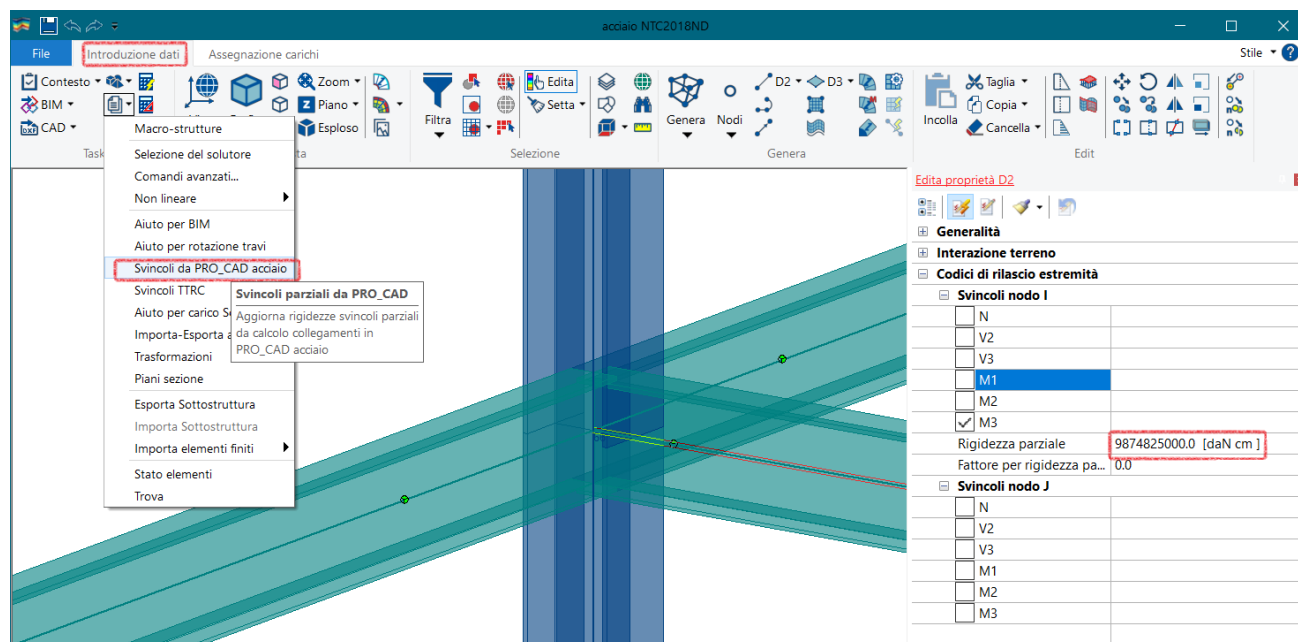 acciaio NTC2018ND
File
Introduzione dati
Assegnazione carichi
Stile
Contesto
BIM
CAD
Zoom
Piano
Esploso
Filtra
Edita
Setta
Selezione
Genera
Nodi
D2
D3
Genera
Incolla
Taglia
Copia
Cancella
Edit
Task
Macro-strutture
Selezione del solutore
Comandi avanzati...
Non lineare
Aiuto per BIM
Aiuto per rotazione travi
Svincoli da PRO_CAD acciaio
Svincoli TTRC
Aiuto per carico S
Importa-Esporta a
Trasformazioni
Piani sezione
Esporta Sottostruttura
Importa Sottostruttura
Importa elementi finiti
Stato elementi
Trova
Svincoli parziali da PRO_CAD
Aggiorna rigidezze svincoli parziali
da calcolo collegamenti in
PRO_CAD acciaio
Edita proprietà D2
Generalità
Interazione terreno
Codici di rilascio estremità
Svincoli nodo I
N
V2
V3
M1
M2
M3
Rigidezza parziale 9874825000.0 [daN cm ]
Fattore per rigidezza pa... 0.0
Svincoli nodo J
N
V2
V3
M1
M2
M3